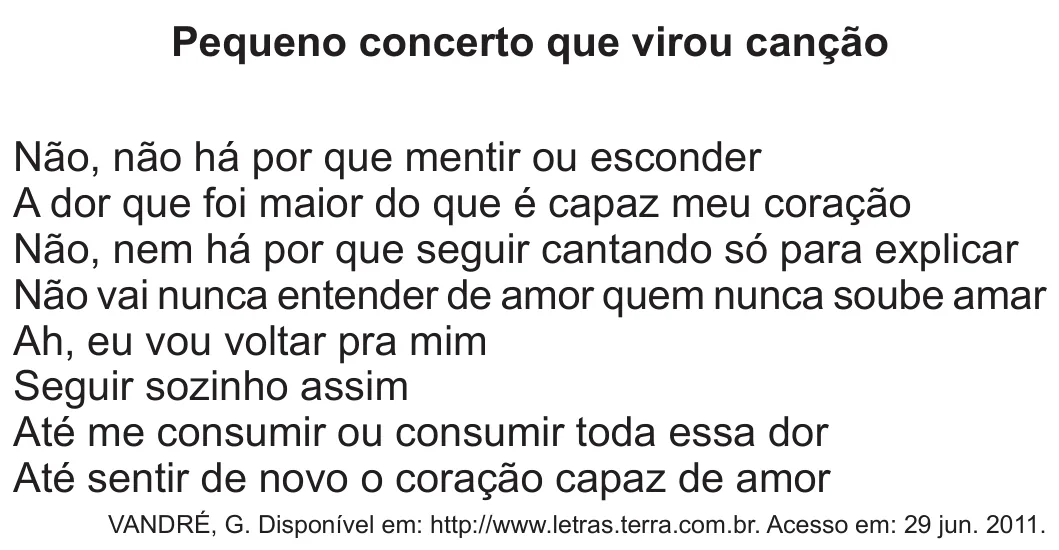 Pequeno concerto que virou canção
Não, não há por que mentir ou esconder
A dor que foi maior do que é capaz meu coração
Não, nem há por que seguir cantando só para explicar
Não vai nunca entender de amor quem nunca soube amar
Ah, eu vou voltar pra mim
Seguir sozinho assim
Até me consumir ou consumir toda essa dor
Até sentir de novo o coração capaz de amor
VANDRÉ, G. Disponível em: http://www.letras.terra.com.br. Acesso em: 29 jun. 2011.